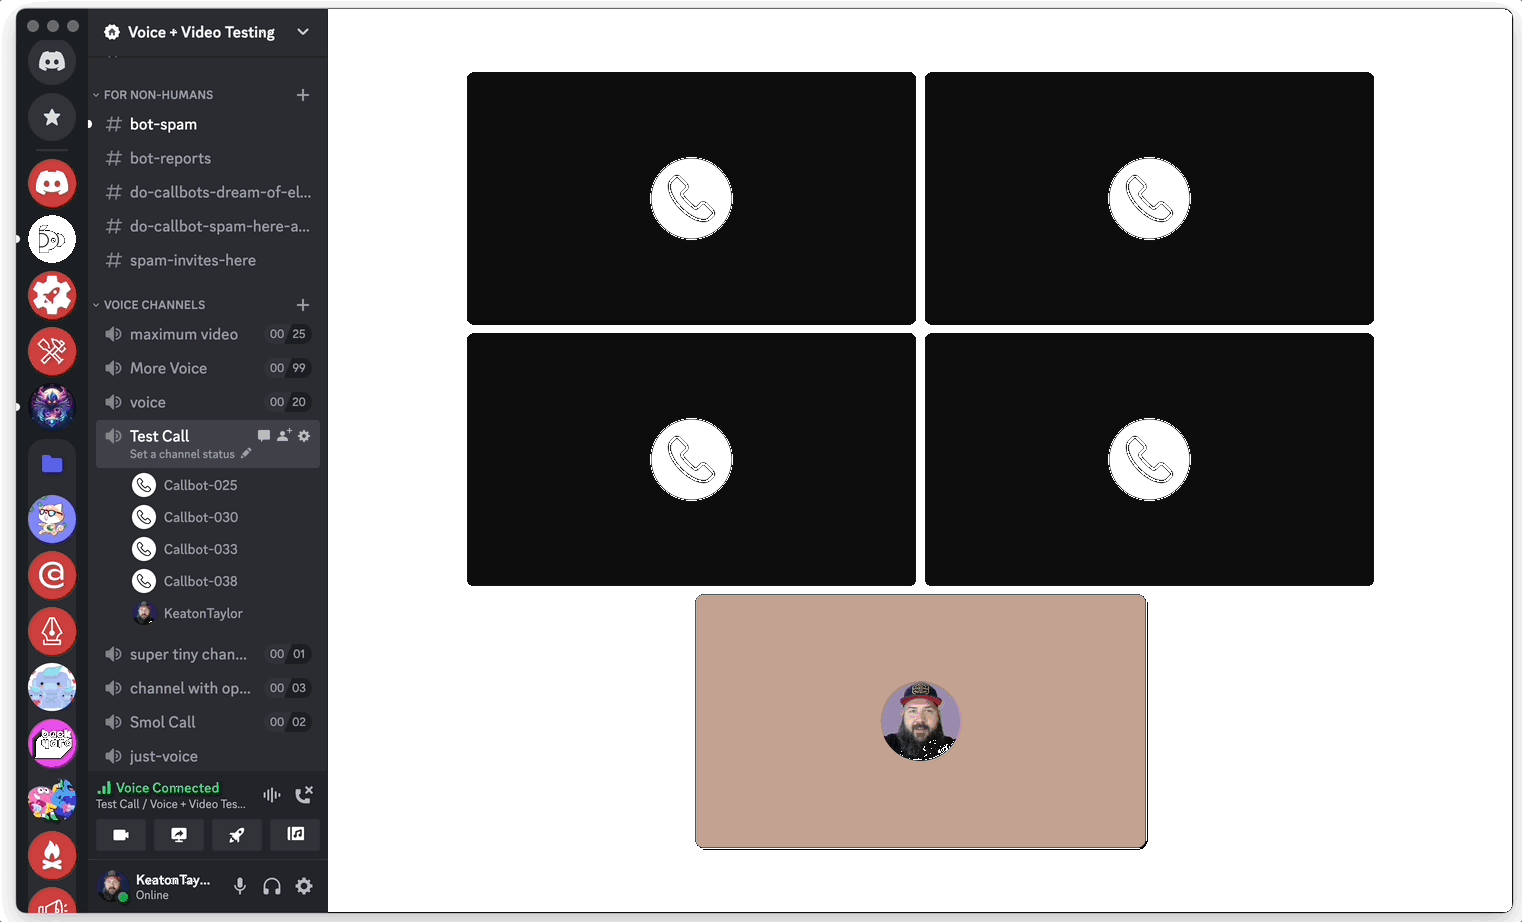 Voice + Video Testing
FOR NON-HUMANS
bot-spam
bot-reports
do-callbots-dream-of-el...
do-callbot-spam-here-a...
spam-invites-here
VOICE CHANNELS
maximum video 00 25
More Voice 00 99
voice 00 20
Test Call
Set a channel status
Callbot-025
Callbot-030
Callbot-033
Callbot-038
KeatonTaylor
super tiny chan... 00 01
channel with op... 00 03
Smol Call 00 02
just-voice
Voice Connected
Test Call / Voice + Video Tes...
KeatonTay...
Online